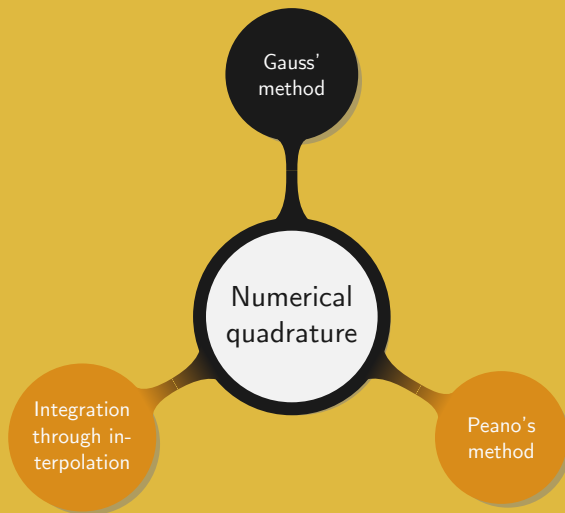 Gauss'
method
Numerical
quadrature
Integration
through in-
terpolation
Peano's
method